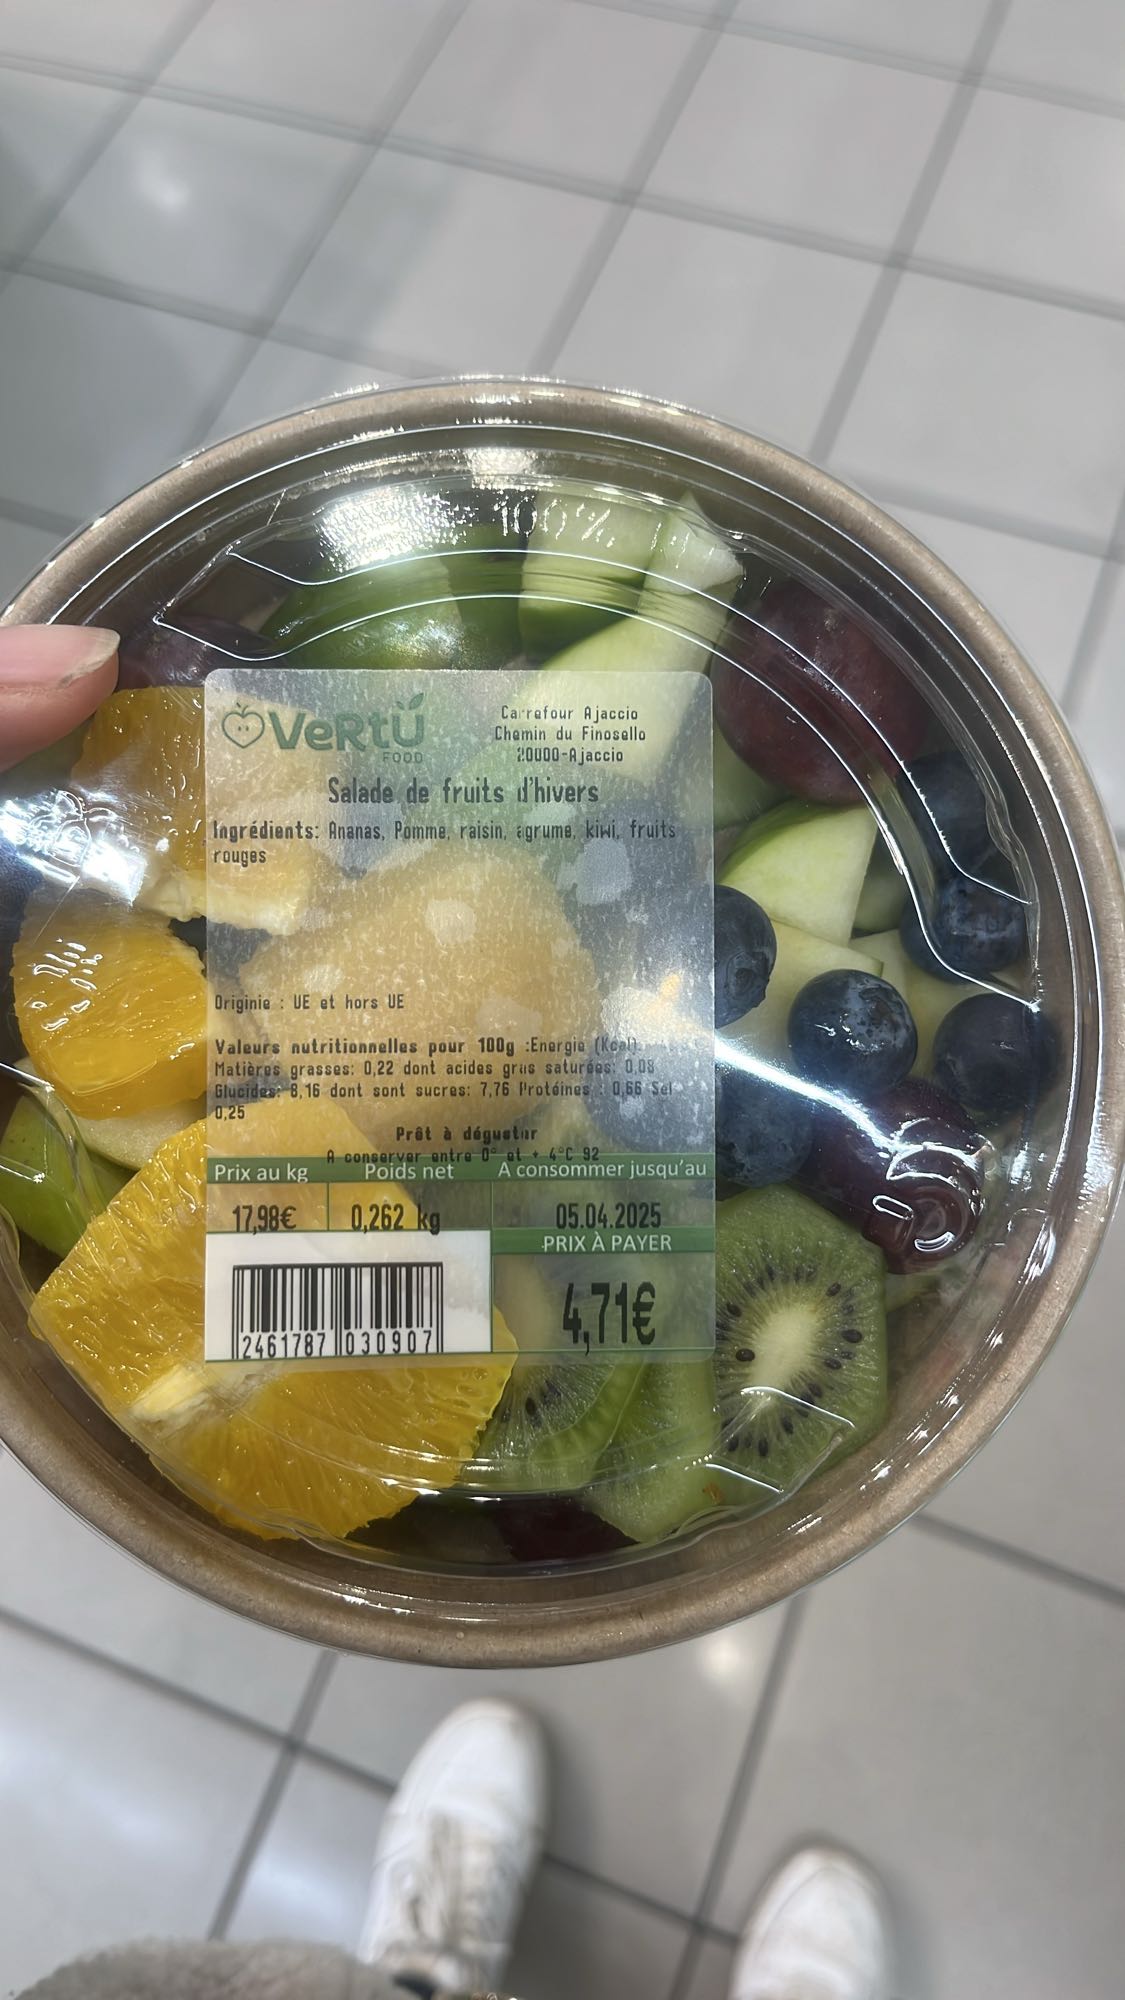 100%
VeRtÜ
FOOD
Carrefour Ajaccio
Chemin du Finosello
20000-Ajaccio
Salade de fruits d'hivers
Ingrédients: Ananas, Pomme, raisin, agrume, kiwi, fruits
rouges
Originie : UE et hors UE
Valeurs nutritionnelles pour 100g :Energie (Kcal):
Matières grasses: 0,22 dont acides gras saturées: 0,08
Glucides: 8,16 dont sont sucres: 7,76 Protéines : 0,66 Sel
0,25
Prêt à déguster
A conserver entre 0° et + 4°C 92
Prix au kg Poids net A consommer jusqu'au
17,98€ 0,262 kg 05.04.2025
PRIX À PAYER
4,71€
2461787 030907